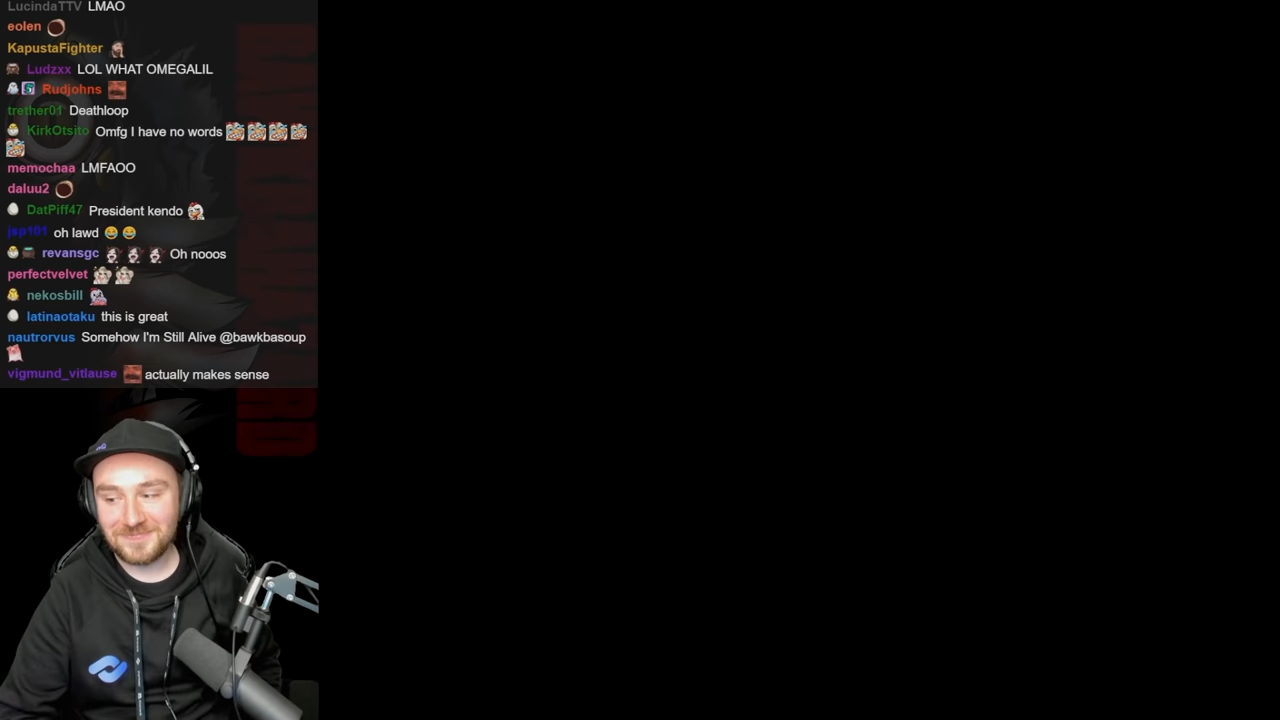 LucindaTTV LMAO
eolen
KapustaFighter
Ludzxx LOL WHAT OMEGALIL
Rudjohns
trether01 Deathloop
KirkOtsito Omfg I have no words
memochaa LMFAOO
daluu2
DatPiff47 President kendo
jsp101 oh lawd 😂 😂
revansgc Oh nooos
perfectvelvet
nekosbill
latinaotaku this is great
nautrorvus Somehow I'm Still Alive @bawkbasoup
vigmund_vitlause actually makes sense